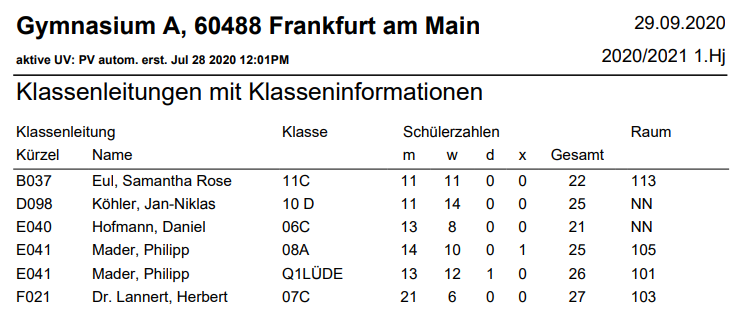 Gymnasium A, 60488 Frankfurt am Main 29.09.2020
aktive UV: PV autom. erst. Jul 28 2020 12:01PM 2020/2021 1.Hj
Klassenleitungen mit Klasseninformationen
Klassenleitung Klasse Schülerzahlen Raum
Kürzel Name m w d x Gesamt
B037 Eul, Samantha Rose 11C 11 11 0 0 22 113
D098 Köhler, Jan-Niklas 10 D 11 14 0 0 25 NN
E040 Hofmann, Daniel 06C 13 8 0 0 21 NN
E041 Mader, Philipp 08A 14 10 0 1 25 105
E041 Mader, Philipp Q1LÜDE 13 12 1 0 26 101
F021 Dr. Lannert, Herbert 07C 21 6 0 0 27 103